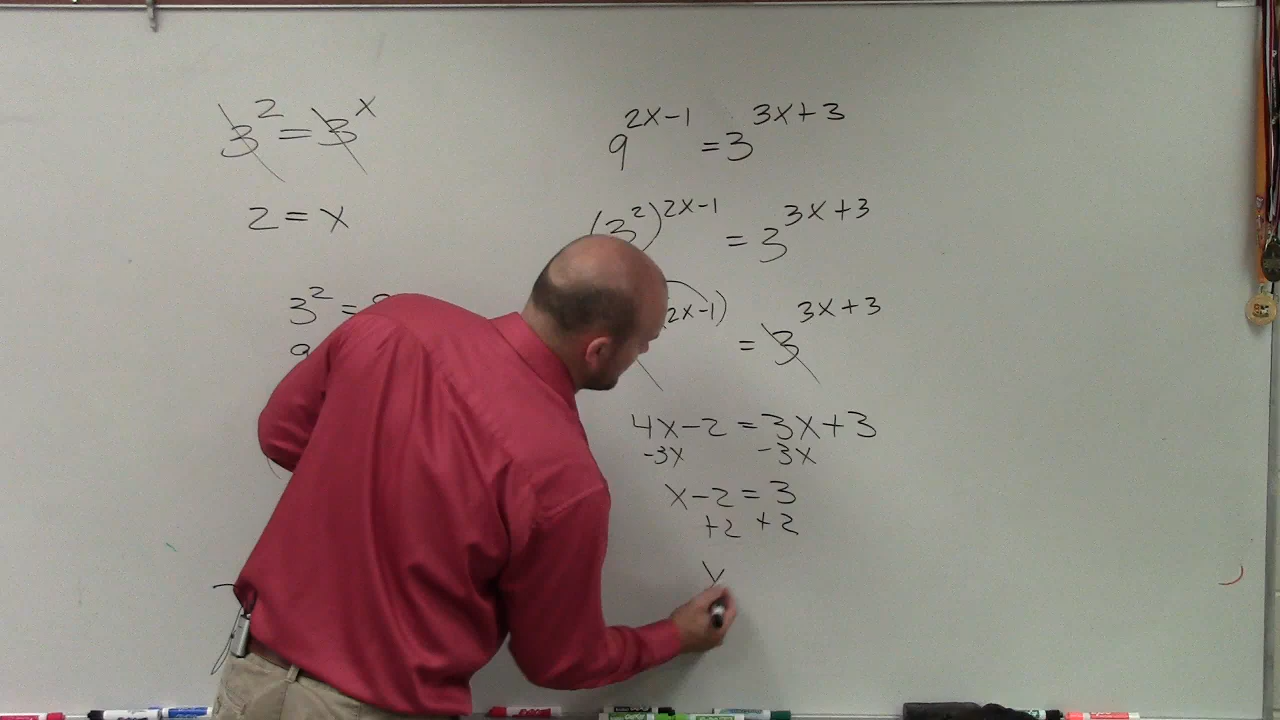 3² = 3ˣ
2 = x
3² =
9
9^(2x-1) = 3^(3x+3)
(3²)^(2x-1) = 3^(3x+3)
(2x-1) = 3^(3x+3)
4x-2 = 3x+3
-3x -3x
x-2 = 3
+2 +2